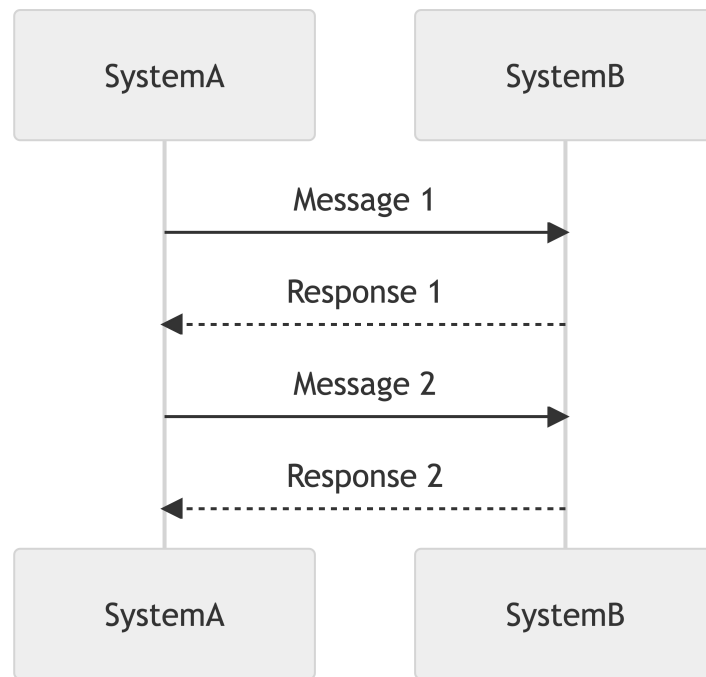 SystemA
SystemB
Message 1
Response 1
Message 2
Response 2
SystemA
SystemB